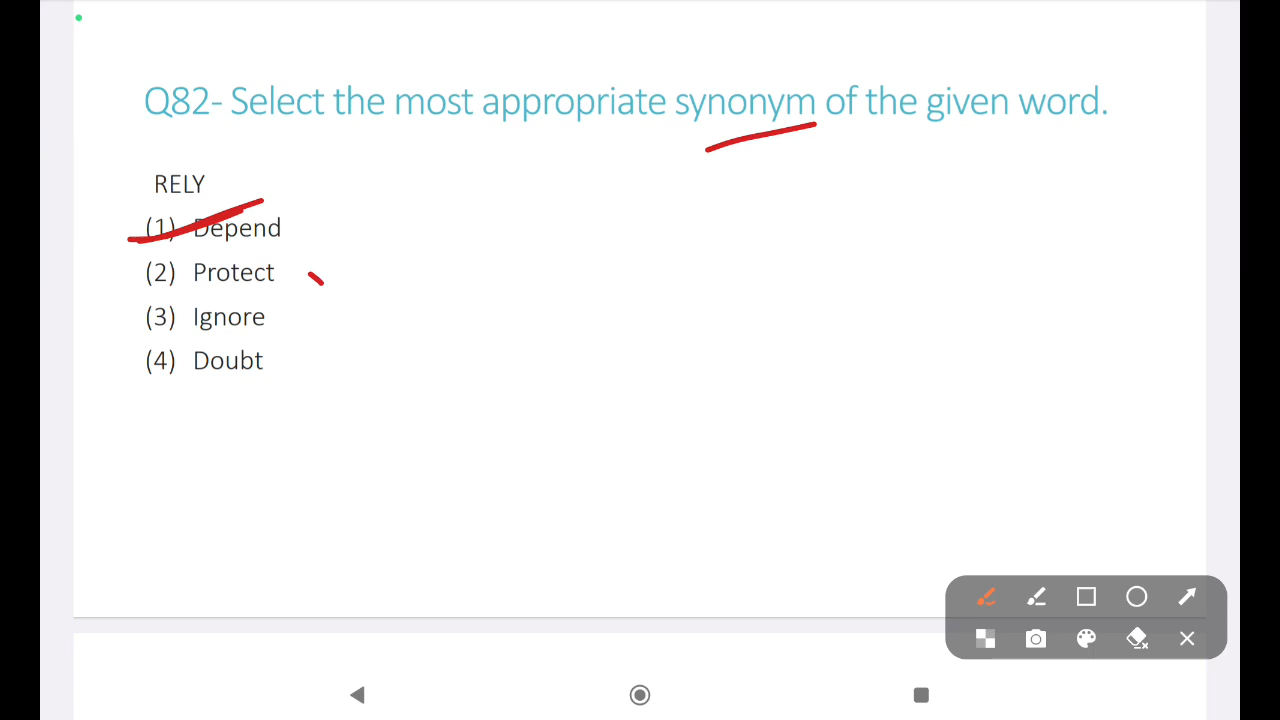 Q82- Select the most appropriate synonym of the given word.
RELY
(1) Depend
(2) Protect
(3) Ignore
(4) Doubt